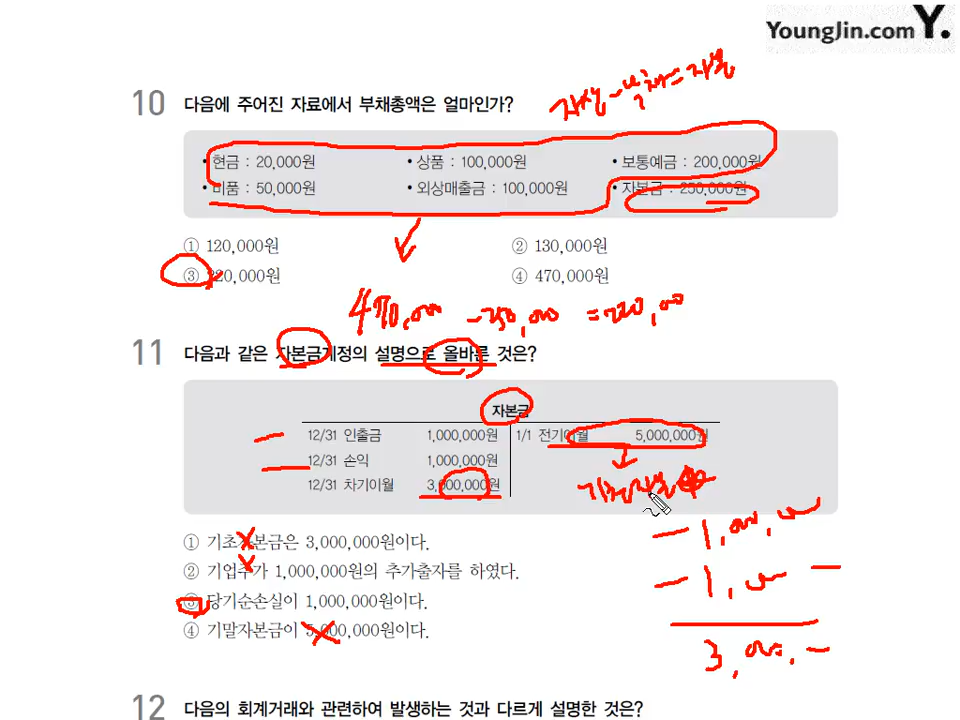 YoungJin.com Y.
자산-부채=자본
10 다음에 주어진 자료에서 부채총액은 얼마인가?
• 현금 : 20,000원 • 상품 : 100,000원 • 보통예금 : 200,000원
• 비품 : 50,000원 • 외상매출금 : 100,000원 • 자본금 : 250,000원
① 120,000원 ② 130,000원
③ 220,000원 ④ 470,000원
470,000 -250,000 =220,000
11 다음과 같은 자본금계정의 설명으로 올바른 것은?
자본금
12/31 인출금 1,000,000원 1/1 전기이월 5,000,000원
12/31 손익 1,000,000원
12/31 차기이월 3,000,000원
기초자본
-1,000,000
① 기초자본금은 3,000,000원이다.
② 기업주가 1,000,000원의 추가출자를 하였다.
③ 당기순손실이 1,000,000원이다.
④ 기말자본금이 5,000,000원이다.
12 다음의 회계거래와 관련하여 발생하는 것과 다르게 설명한 것은?